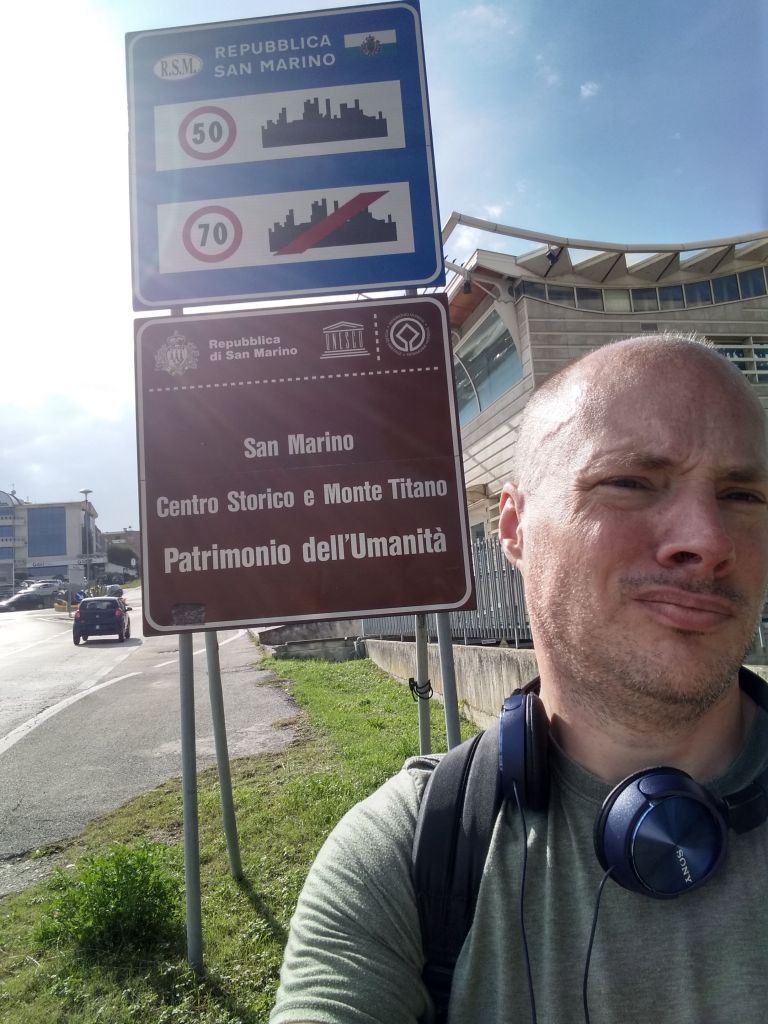 R.S.M.
REPUBBLICA
SAN MARINO
50
70
Repubblica
di San Marino
UNESCO
San Marino
Centro Storico e Monte Titano
Patrimonio dell'Umanità
SONY